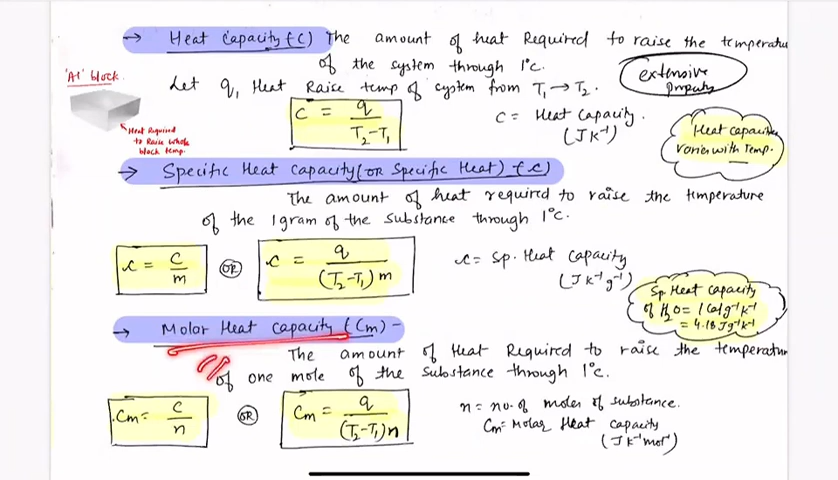 → Heat Capacity (C) The amount of heat Required to raise the temperatur
of the system through 1°C.
'Al' block.
Let q, Heat Raise temp of system from T₁ → T₂.
extensive
property
C = q / T₂-T₁
C = Heat Capacity.
(J K⁻¹)
Heat Required
to Raise whole
block temp.
Heat capacities
varies with Temp.
→ Specific Heat Capacity (OR Specific Heat) (c)
The amount of heat required to raise the temperature
of the 1gram of the substance through 1°C.
c = C / m OR c = q / (T₂-T₁) m
c = Sp. Heat Capacity
(J K⁻¹ g⁻¹)
Sp. Heat Capacity
of H₂O = 1 Cal g⁻¹ K⁻¹
= 4.18 J g⁻¹ K⁻¹
→ Molar Heat Capacity (Cm) -
The amount of Heat Required to raise the temperatur
of one mole of the substance through 1°C.
Cm = C / n OR Cm = q / (T₂-T₁) n
n = no. of moles of substance.
Cm = Molar Heat Capacity
(J K⁻¹ mol⁻¹)